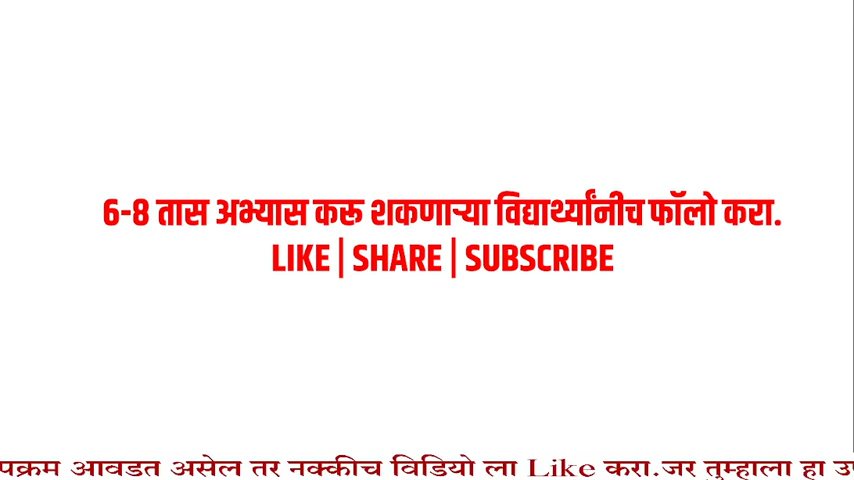 6-8 तास अभ्यास करू शकणाऱ्या विद्यार्थ्यांनीच फॉलो करा.
LIKE | SHARE | SUBSCRIBE
पक्रम आवडत असेल तर नक्कीच विडियो ला Like करा.जर तुम्हाला हा उ